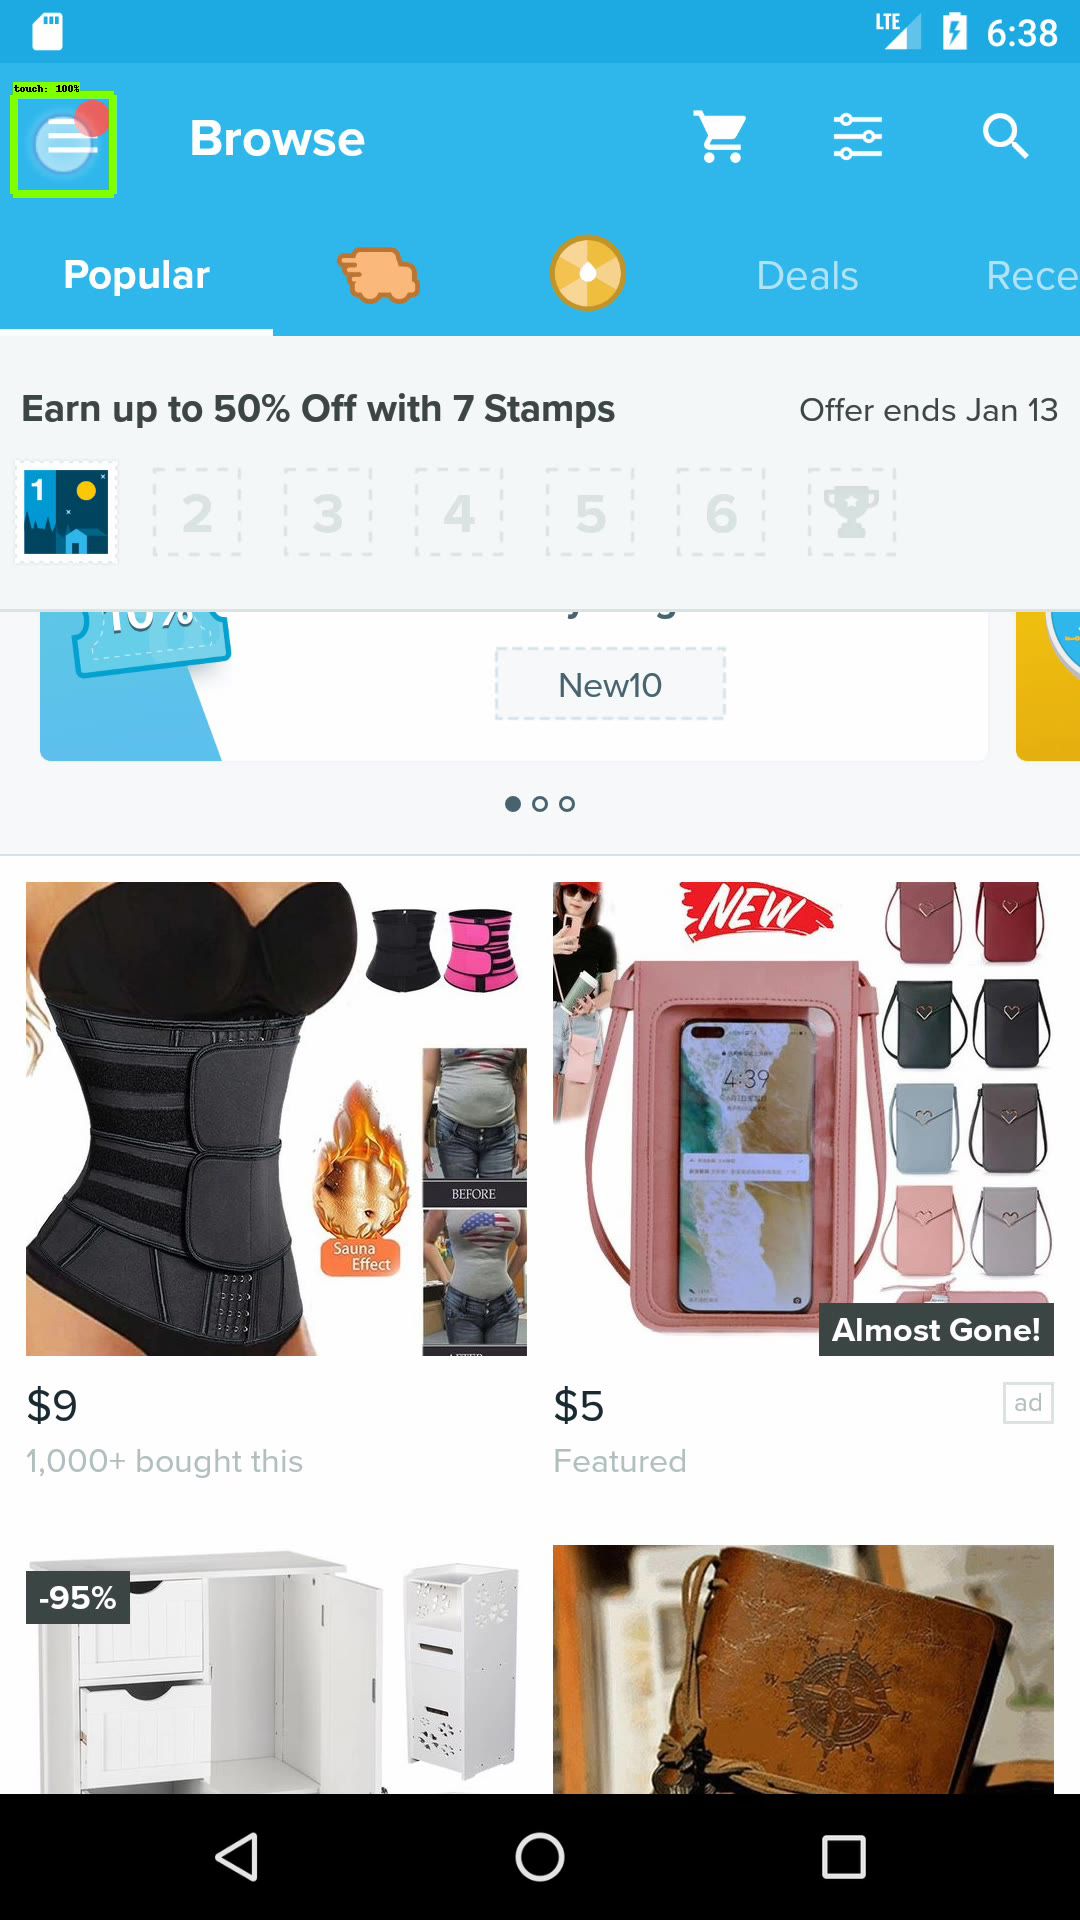 LTE 6:38
touch: 100%
Browse
Popular Deals Rece
Earn up to 50% Off with 7 Stamps Offer ends Jan 13
1 2 3 4 5 6
10%
New10
NEW
4:39
BEFORE
Sauna
Effect
AFTER
Almost Gone!
$9 $5 ad
1,000+ bought this Featured
-95%
W E S